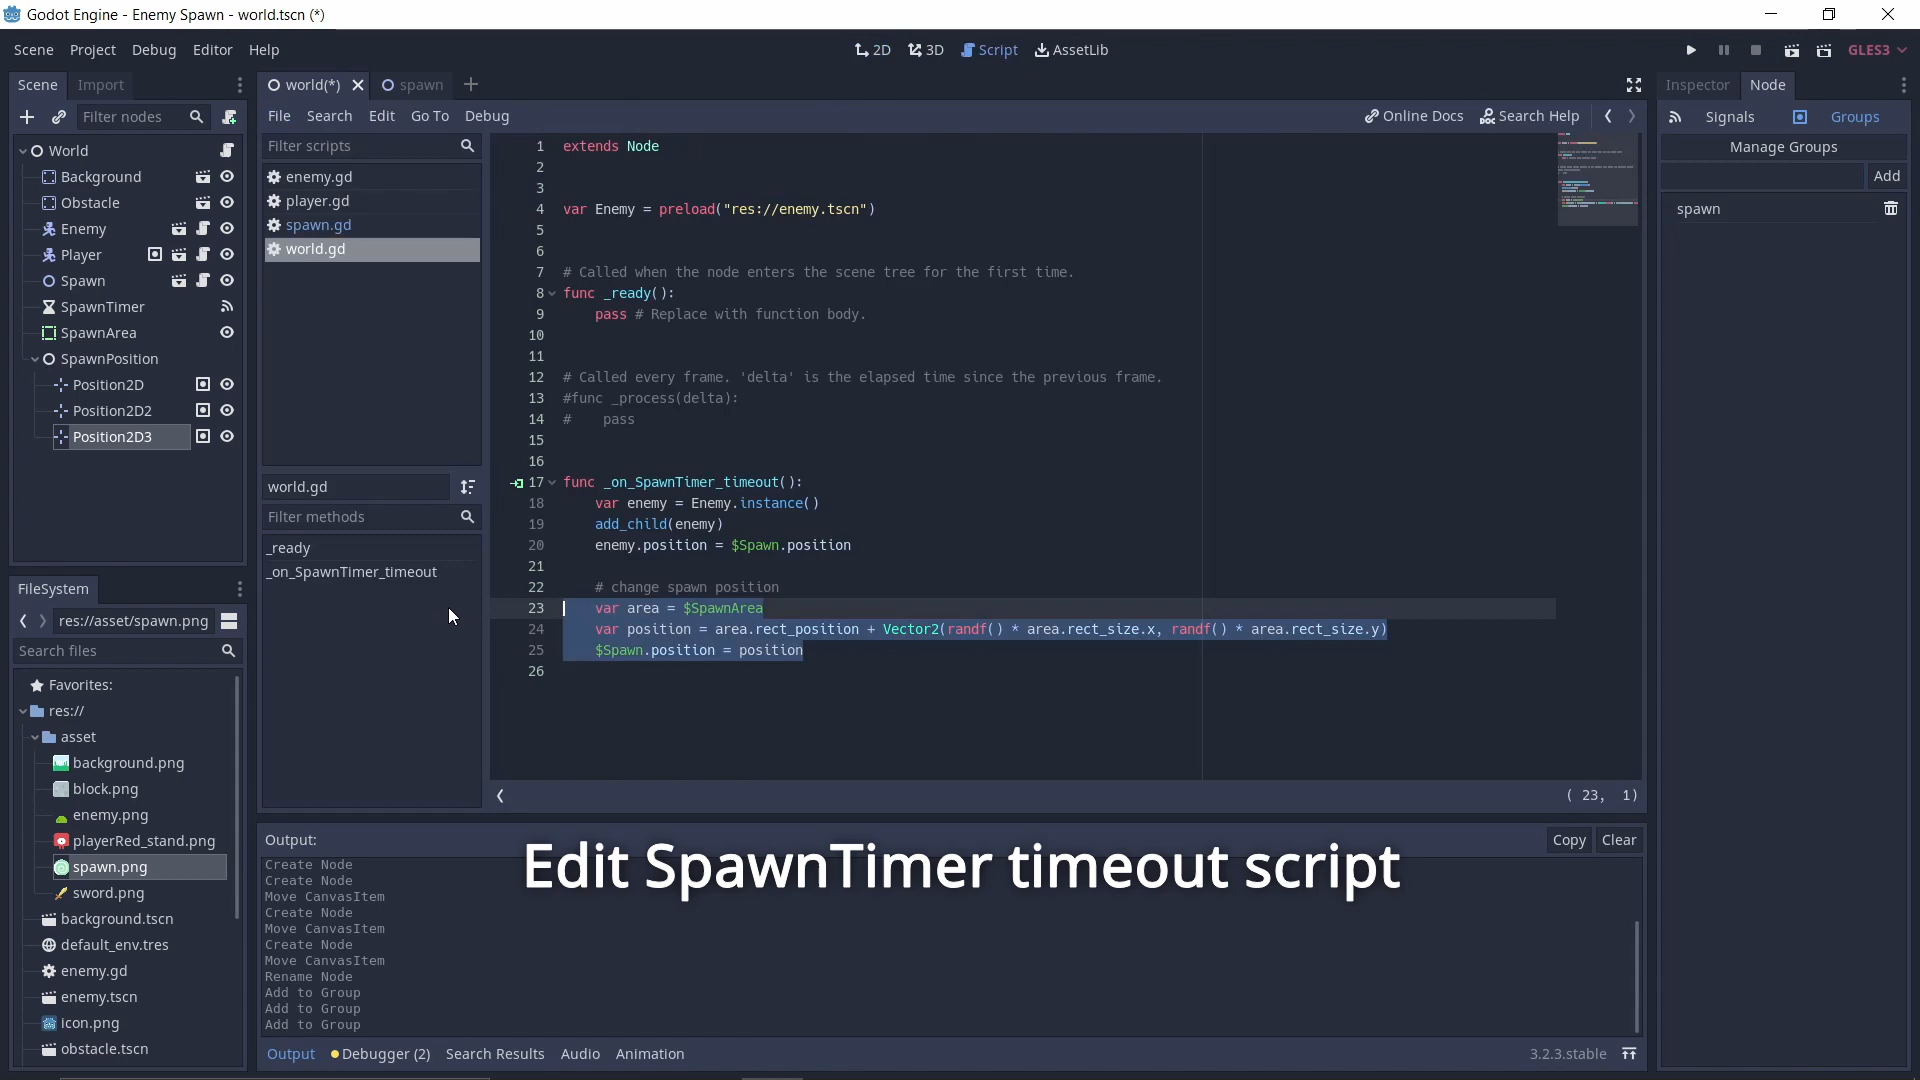 Godot Engine - Enemy Spawn - world.tscn (*)
Scene Project Debug Editor Help
2D 3D Script AssetLib
GLES3
Scene Import
world(*) spawn
Inspector Node
Filter nodes
File Search Edit Go To Debug
Online Docs Search Help
Signals Groups
Manage Groups
Add
spawn
World
Background
Obstacle
Enemy
Player
Spawn
SpawnTimer
SpawnArea
SpawnPosition
Position2D
Position2D2
Position2D3
Filter scripts
enemy.gd
player.gd
spawn.gd
world.gd
world.gd
Filter methods
_ready
_on_SpawnTimer_timeout
1 extends Node
2
3
4 var Enemy = preload("res://enemy.tscn")
5
6
7 # Called when the node enters the scene tree for the first time.
8 func _ready():
9 pass # Replace with function body.
10
11
12 # Called every frame. 'delta' is the elapsed time since the previous frame.
13 #func _process(delta):
14 # pass
15
16
17 func _on_SpawnTimer_timeout():
18 var enemy = Enemy.instance()
19 add_child(enemy)
20 enemy.position = $Spawn.position
21
22 # change spawn position
23 var area = $SpawnArea
24 var position = area.rect_position + Vector2(randf() * area.rect_size.x, randf() * area.rect_size.y)
25 $Spawn.position = position
26
( 23, 1)
FileSystem
res://asset/spawn.png
Search files
Favorites:
res://
asset
background.png
block.png
enemy.png
playerRed_stand.png
spawn.png
sword.png
background.tscn
default_env.tres
enemy.gd
enemy.tscn
icon.png
obstacle.tscn
Output:
Copy Clear
Create Node
Create Node
Move CanvasItem
Create Node
Move CanvasItem
Create Node
Move CanvasItem
Rename Node
Add to Group
Add to Group
Add to Group
Edit SpawnTimer timeout script
Output Debugger (2) Search Results Audio Animation
3.2.3.stable